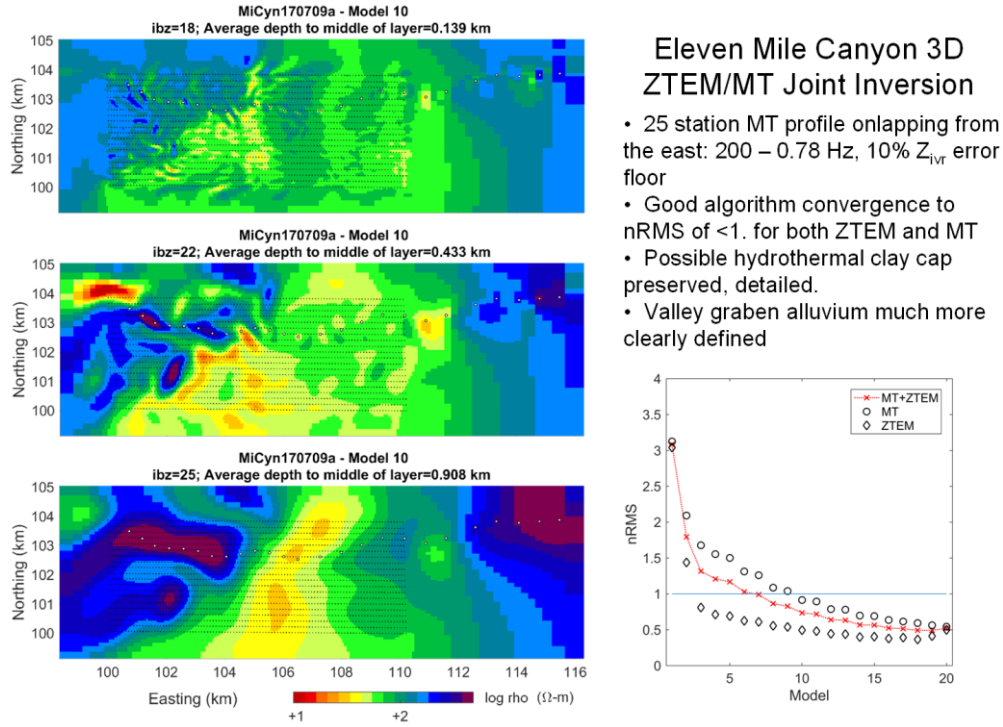 MiCyn170709a - Model 10
ibz=18; Average depth to middle of layer=0.139 km
105
104
103
102
101
100
Northing (km)
MiCyn170709a - Model 10
ibz=22; Average depth to middle of layer=0.433 km
105
104
103
102
101
100
Northing (km)
MiCyn170709a - Model 10
ibz=25; Average depth to middle of layer=0.908 km
105
104
103
102
101
100
Northing (km)
100 102 104 106 108 110 112 114 116
Easting (km)
log rho (Ω-m)
+1 +2
Eleven Mile Canyon 3D
ZTEM/MT Joint Inversion
• 25 station MT profile onlapping from
the east: 200 – 0.78 Hz, 10% Zivr error
floor
• Good algorithm convergence to
nRMS of <1. for both ZTEM and MT
• Possible hydrothermal clay cap
preserved, detailed.
• Valley graben alluvium much more
clearly defined
4
3.5
3
2.5
2
1.5
1
0.5
0
nRMS
MT+ZTEM
MT
ZTEM
5 10 15 20
Model